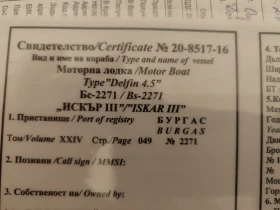 Свидетелство/Certificate № 20-8517-16
Вид и име на кораба / Type and name of vessel
Моторна лодка /Motor Boat
Type"Delfin 4.5"
Бс-2271 / Bs-2271
„ИСКЪР III"/"ISKAR III"
1. Пристанище / Port of registry БУРГАС
BURGAS
Том/Volume XXIV Стр./Page 049 № 2271
2. Позивни /Call sign / MMSI:
3. Собственост на/ Owned by: